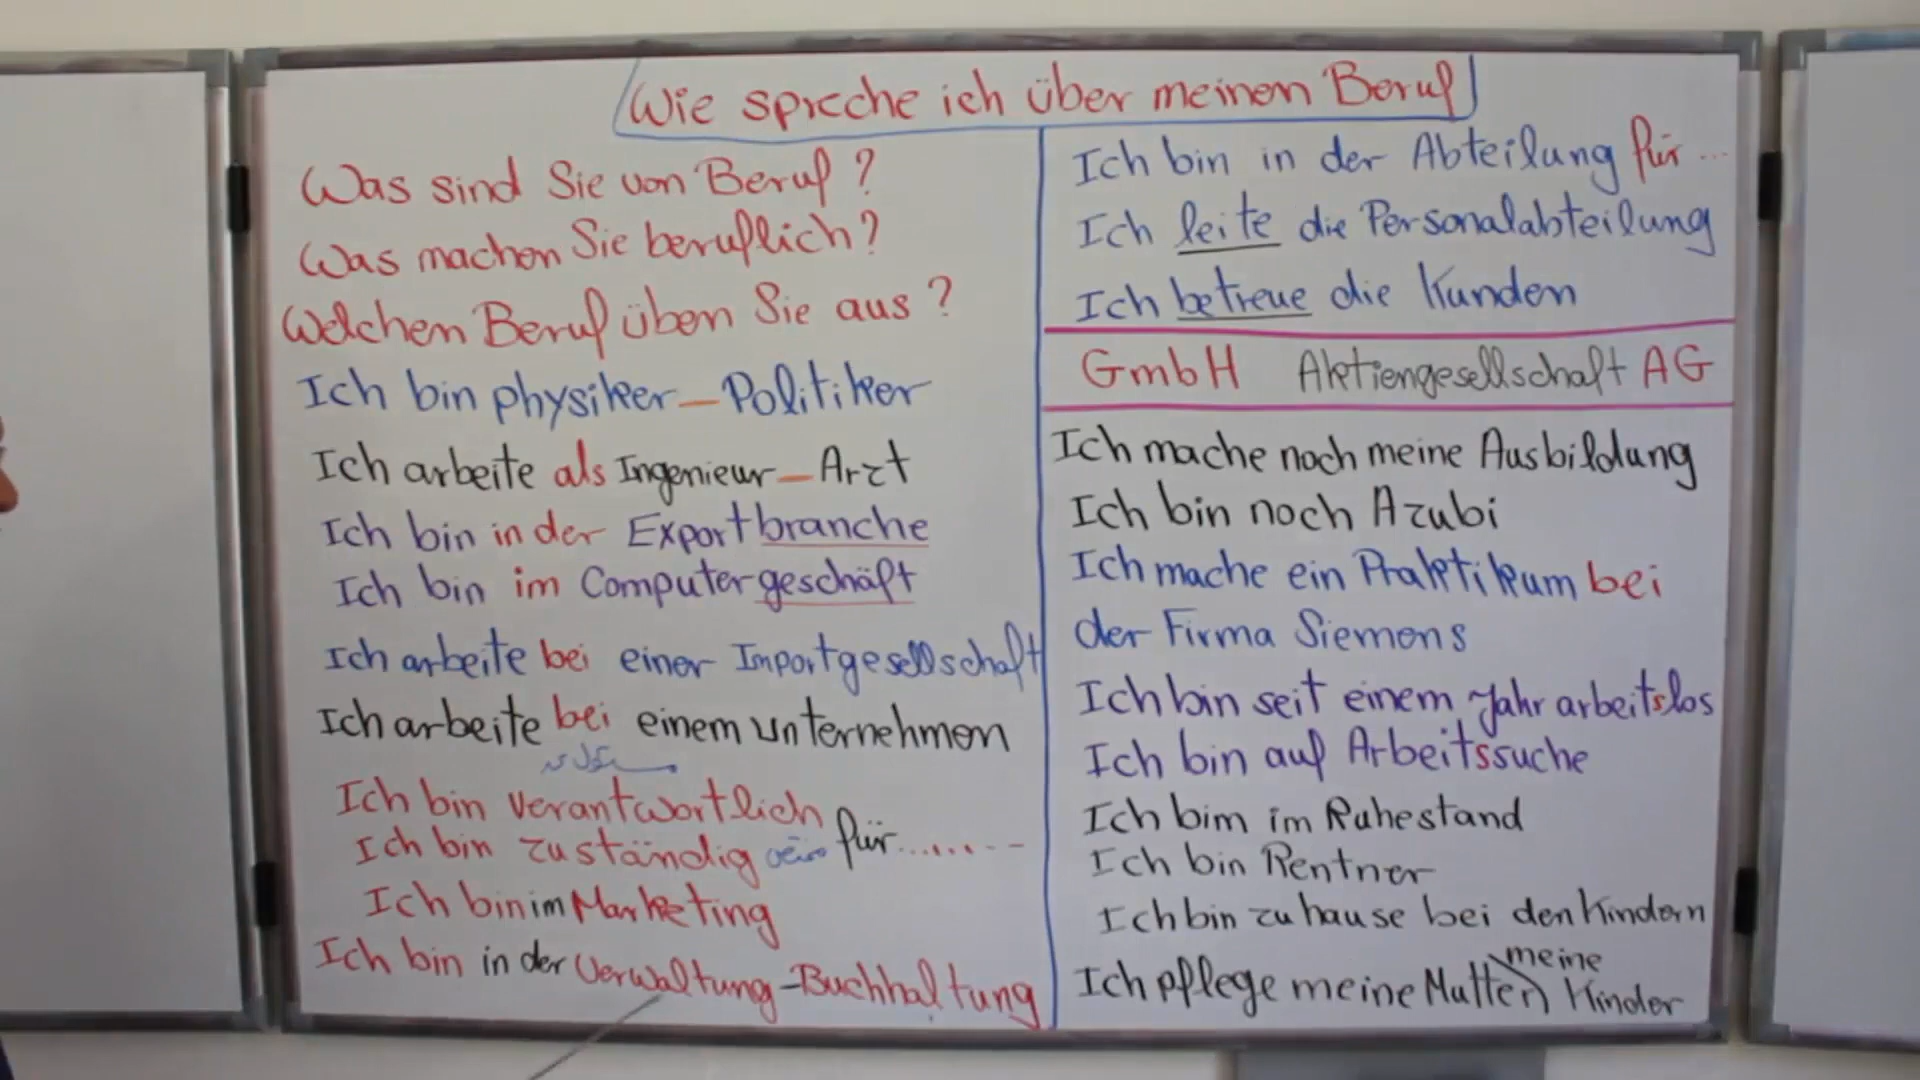 Wie spreche ich über meinen Beruf
Was sind Sie von Beruf?
Was machen Sie beruflich?
Welchen Beruf üben Sie aus?
Ich bin physiker - Politiker
Ich arbeite als Ingenieur - Arzt
Ich bin in der Exportbranche
Ich bin im Computergeschäft
Ich arbeite bei einer Importgesellschaft
Ich arbeite bei einem Unternehmen
Ich bin verantwortlich
Ich bin zuständig für........
Ich bin im Marketing
Ich bin in der Verwaltung - Buchhaltung
Ich bin in der Abteilung für...
Ich leite die Personalabteilung
Ich betreue die Kunden
GmbH Aktiengesellschaft AG
Ich mache noch meine Ausbildung
Ich bin noch Azubi
Ich mache ein Praktikum bei
der Firma Siemens
Ich bin seit einem Jahr arbeitslos
Ich bin auf Arbeitssuche
Ich bim im Ruhestand
Ich bin Rentner
Ich bin zu hause bei den Kindern
meine
Ich pflege meine Mutter Kinder